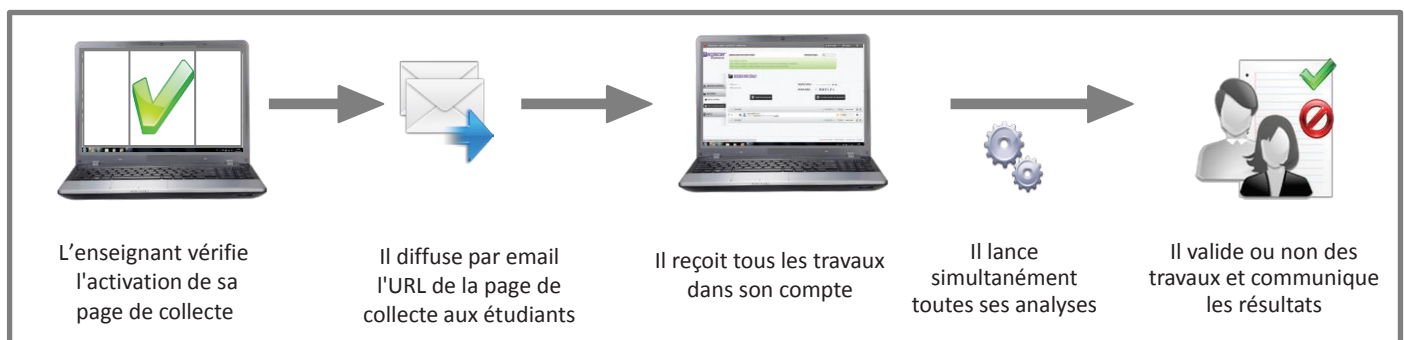 L'enseignant vérifie
l'activation de sa
page de collecte
Il diffuse par email
l'URL de la page de
collecte aux étudiants
Il reçoit tous les travaux
dans son compte
Il lance
simultanément
toutes ses analyses
Il valide ou non des
travaux et communique
les résultats